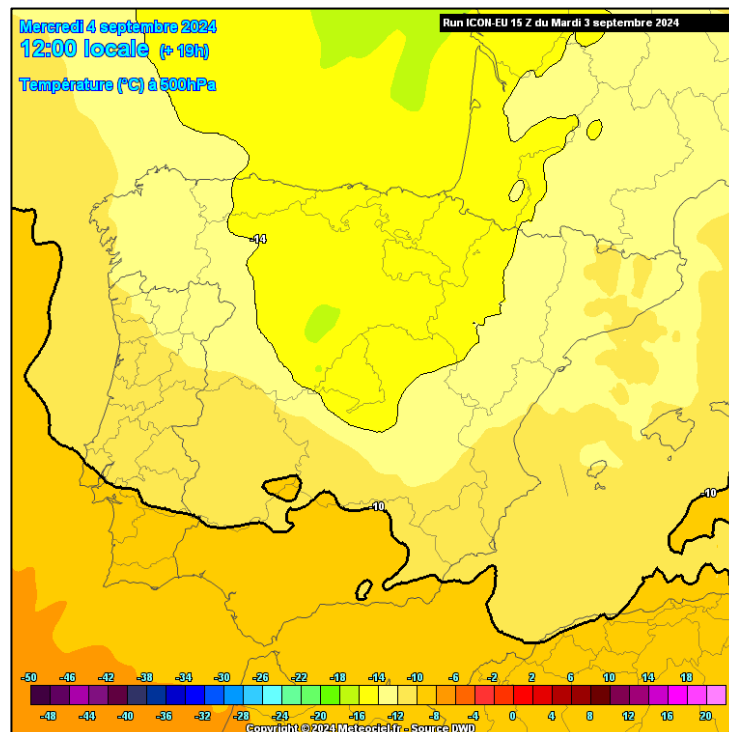 Mercredi 4 septembre 2024
12:00 locale (+ 19h)
Température (°C) à 500hPa
Run ICON-EU 15 Z du Mardi 3 septembre 2024
-14
-10
-10
-50 -46 -42 -38 -34 -30 -26 -22 -18 -14 -10 -6 -2 2 6 10 14 18
-48 -44 -40 -36 -32 -28 -24 -20 -16 -12 -8 -4 0 4 8 12 16 20
Copyright © 2024 Meteociel.fr - Source DWD